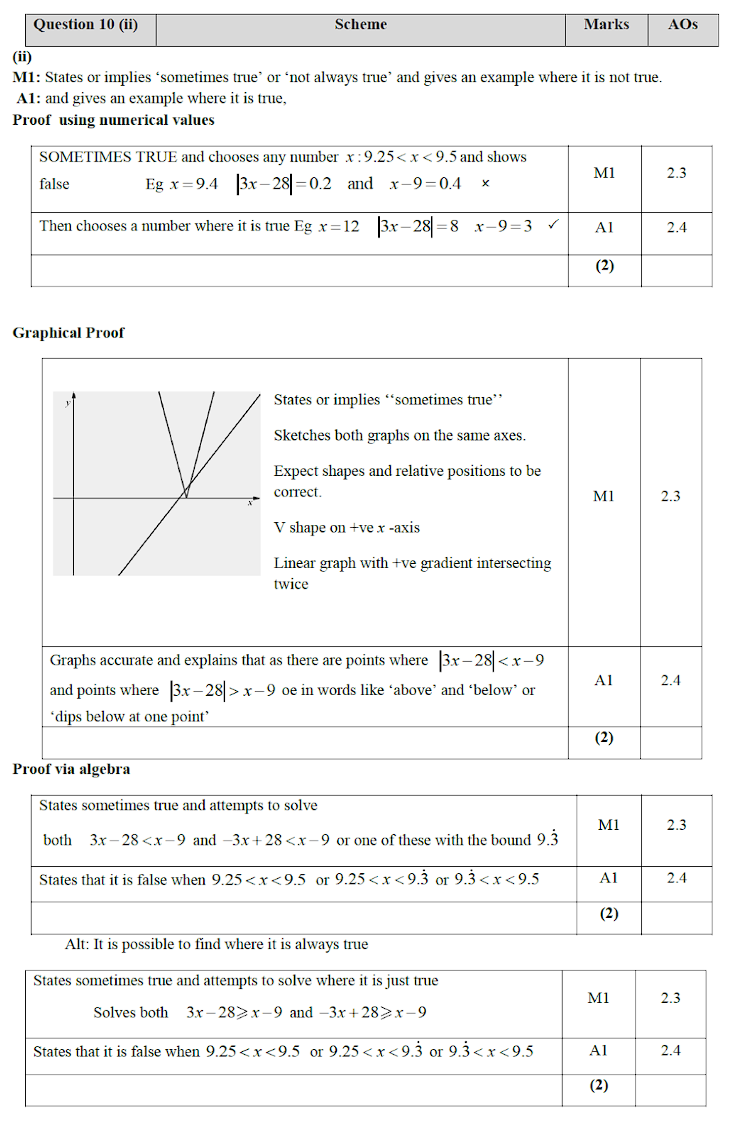 Question 10 (ii) Scheme Marks AOs
(ii)
M1: States or implies ‘sometimes true’ or ‘not always true’ and gives an example where it is not true.
A1: and gives an example where it is true,
Proof using numerical values
SOMETIMES TRUE and chooses any number x : 9.25 < x < 9.5 and shows
false Eg x = 9.4 |3x − 28| = 0.2 and x − 9 = 0.4 × M1 2.3
Then chooses a number where it is true Eg x = 12 |3x − 28| = 8 x − 9 = 3 ✓ A1 2.4
(2)
Graphical Proof
y
x
States or implies ‘‘sometimes true’’
Sketches both graphs on the same axes.
Expect shapes and relative positions to be
correct.
M1 2.3
V shape on +ve x -axis
Linear graph with +ve gradient intersecting
twice
Graphs accurate and explains that as there are points where |3x − 28| < x − 9
and points where |3x − 28| > x − 9 oe in words like ‘above’ and ‘below’ or
‘dips below at one point’
A1 2.4
(2)
Proof via algebra
States sometimes true and attempts to solve
both 3x − 28 < x − 9 and −3x + 28 < x − 9 or one of these with the bound 9.3̇
M1 2.3
States that it is false when 9.25 < x < 9.5 or 9.25 < x < 9.3̇ or 9.3̇ < x < 9.5 A1 2.4
(2)
Alt: It is possible to find where it is always true
States sometimes true and attempts to solve where it is just true
Solves both 3x − 28 ⩾ x − 9 and −3x + 28 ⩾ x − 9
M1 2.3
States that it is false when 9.25 < x < 9.5 or 9.25 < x < 9.3̇ or 9.3̇ < x < 9.5 A1 2.4
(2)